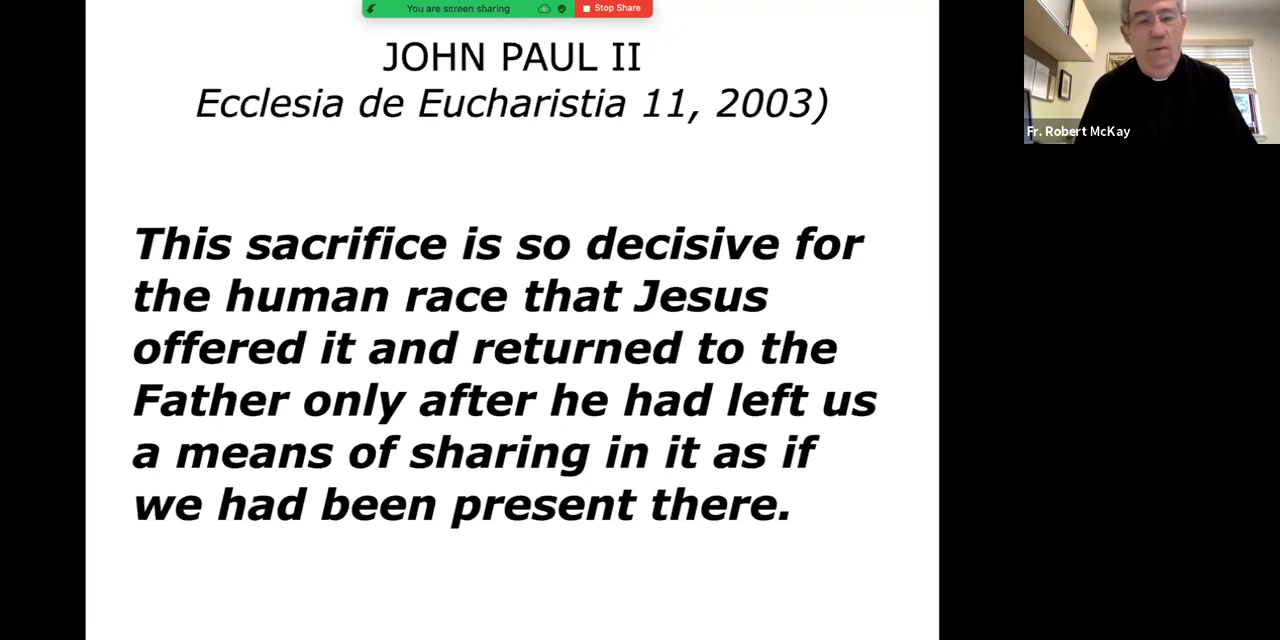 You are screen sharing
Stop Share
JOHN PAUL II
Ecclesia de Eucharistia 11, 2003)
This sacrifice is so decisive for
the human race that Jesus
offered it and returned to the
Father only after he had left us
a means of sharing in it as if
we had been present there.
Fr. Robert McKay